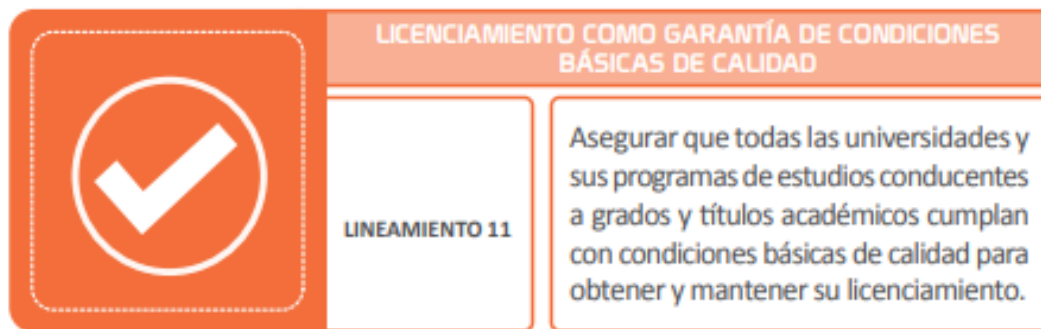 LICENCIAMIENTO COMO GARANTÍA DE CONDICIONES
BÁSICAS DE CALIDAD
LINEAMIENTO 11
Asegurar que todas las universidades y
sus programas de estudios conducentes
a grados y títulos académicos cumplan
con condiciones básicas de calidad para
obtener y mantener su licenciamiento.